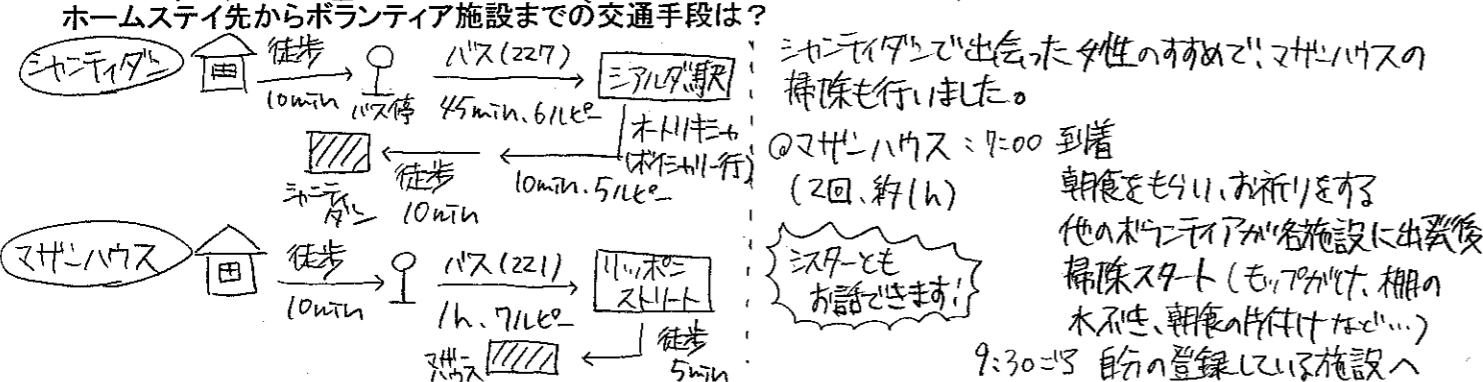 ホームステイ先からボランティア施設までの交通手段は？
シャンティダン 徒歩 10min バス停 バス(227) 45min、6ルピー シアルダ駅
オートリキシャ
シャンティダン 徒歩 10min 10min、5ルピー
マザーハウス 徒歩 10min バス(221) 1h、7ルピー リッポンストリート
マザーハウス 徒歩 5min
シャンティダンで出会った女性のすすめで、マザーハウスの
掃除も行いました。
◎マザーハウス：7:00 到着
(2回、約1h) 朝食をもらい、お祈りをする
他のボランティアが各施設に出発後
掃除スタート（モップがけ、棚の
水ぶき、朝食の片付けなど…）
9:30ごろ 自分の登録している施設へ
シスターとも
お話できます！